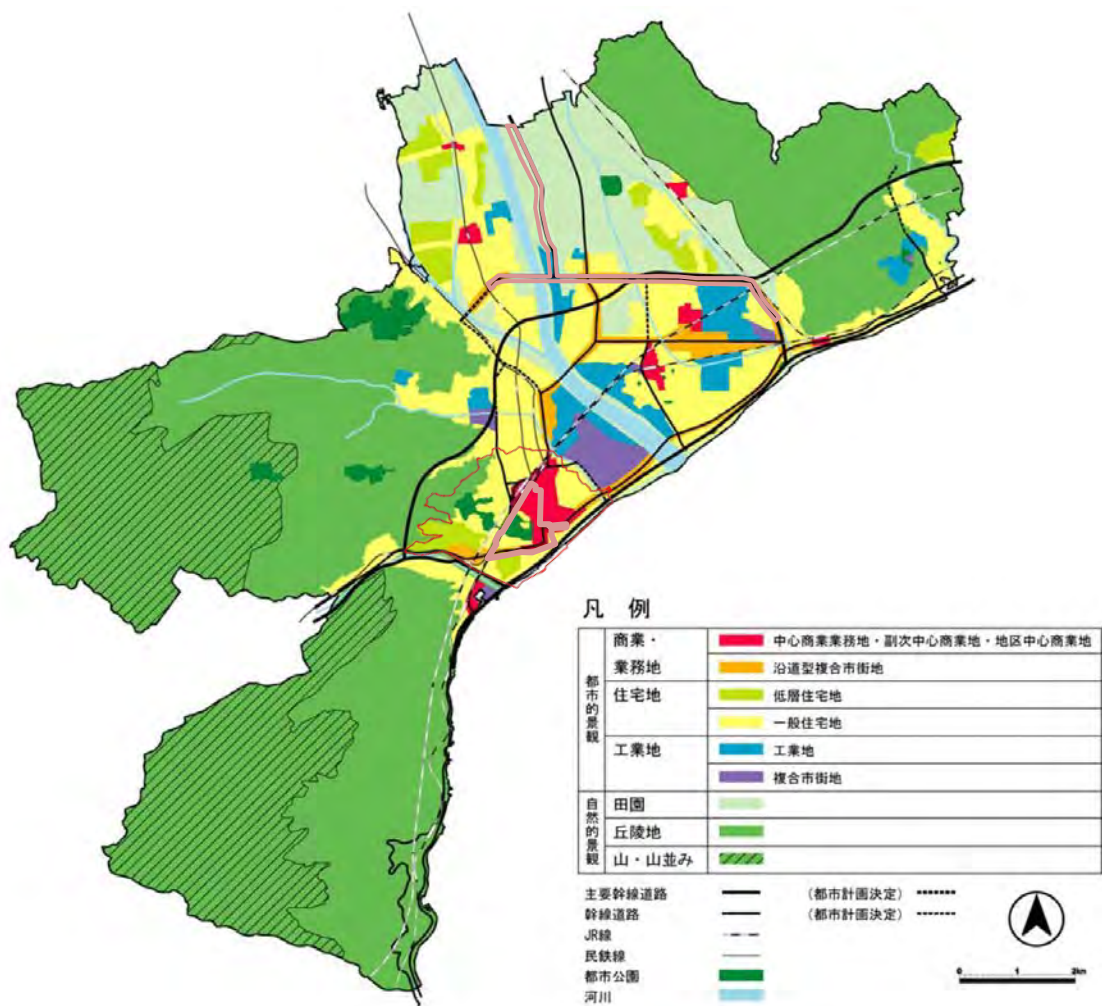 凡 例
商業・
業務地
中心商業業務地・副次中心商業地・地区中心商業地
沿道型複合市街地
都市的景観
住宅地
低層住宅地
一般住宅地
工業地
工業地
複合市街地
自然的景観
田園
丘陵地
山・山並み
主要幹線道路 (都市計画決定)
幹線道路 (都市計画決定)
JR線
民鉄線
都市公園
河川
0 1 2km